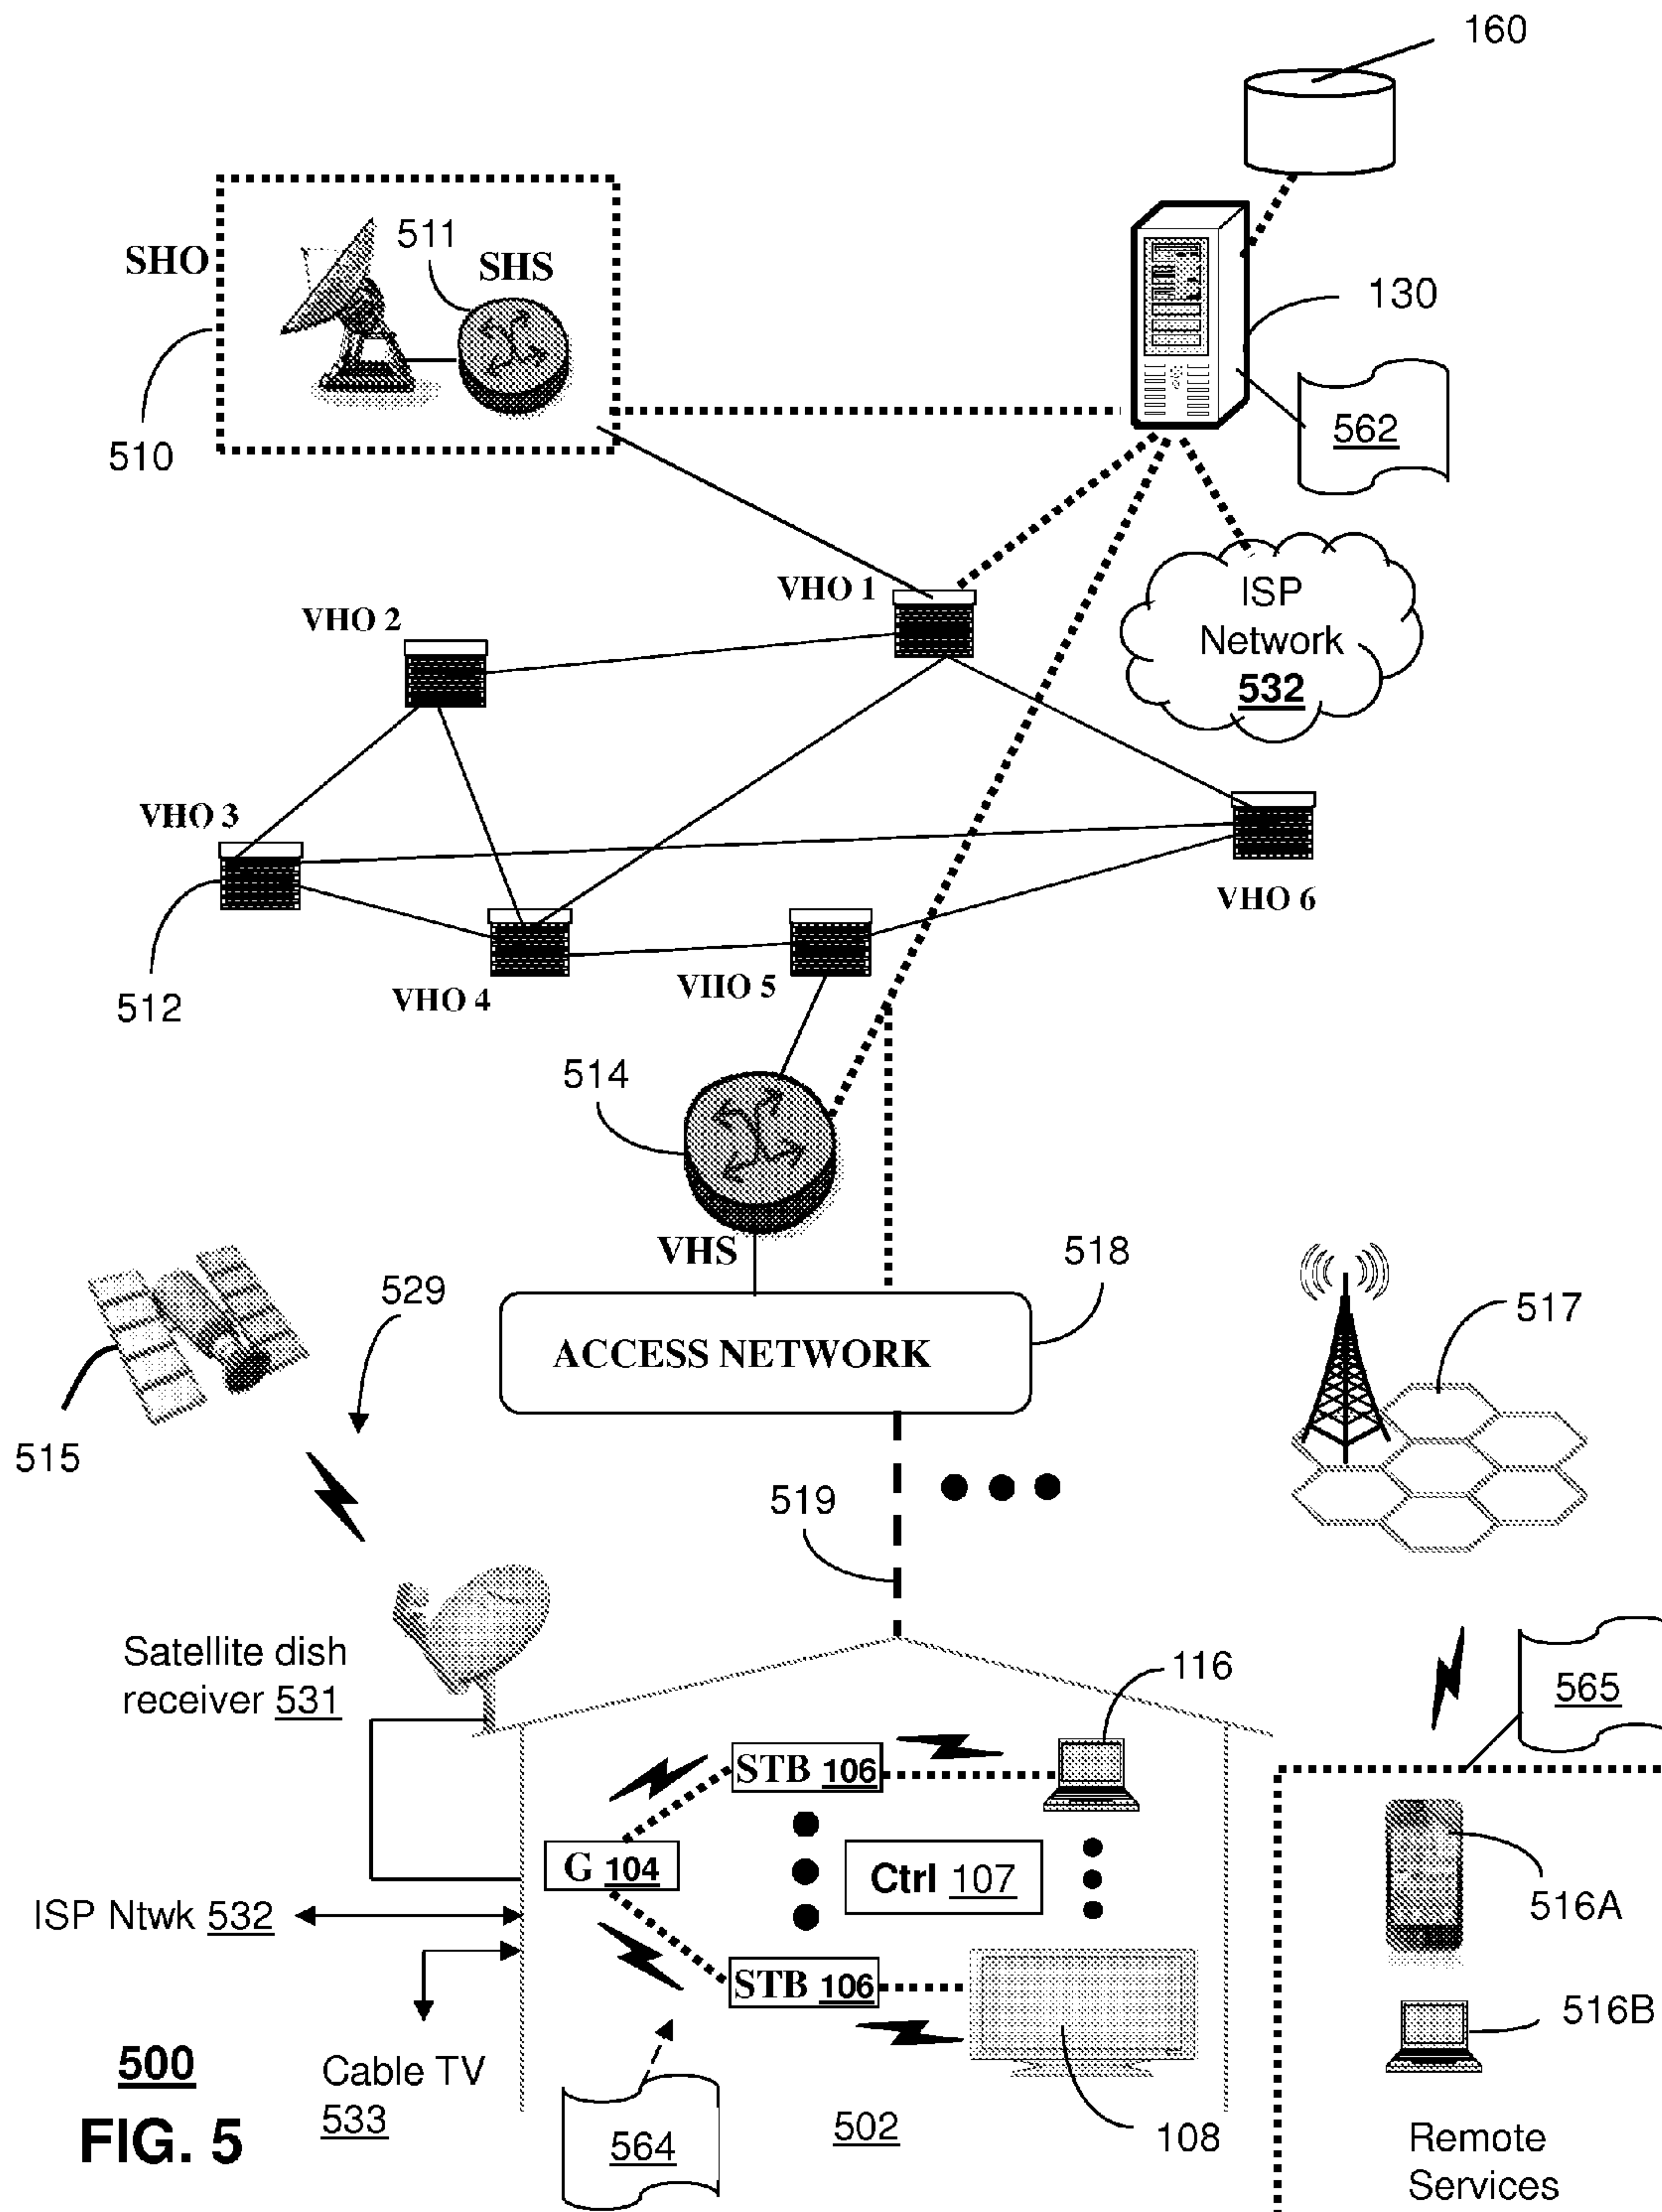 160
511
SHO
SHS
130
510
562
VHO 1
ISP
Network
532
VHO 2
VHO 3
VHO 6
512
VHO 4
VHO 5
514
VHS
518
529
ACCESS NETWORK
517
515
519
Satellite dish
receiver 531
116
565
STB 106
G 104
Ctrl 107
516A
ISP Ntwk 532
STB 106
516B
500
Cable TV
533
FIG. 5
564
502
108
Remote
Services